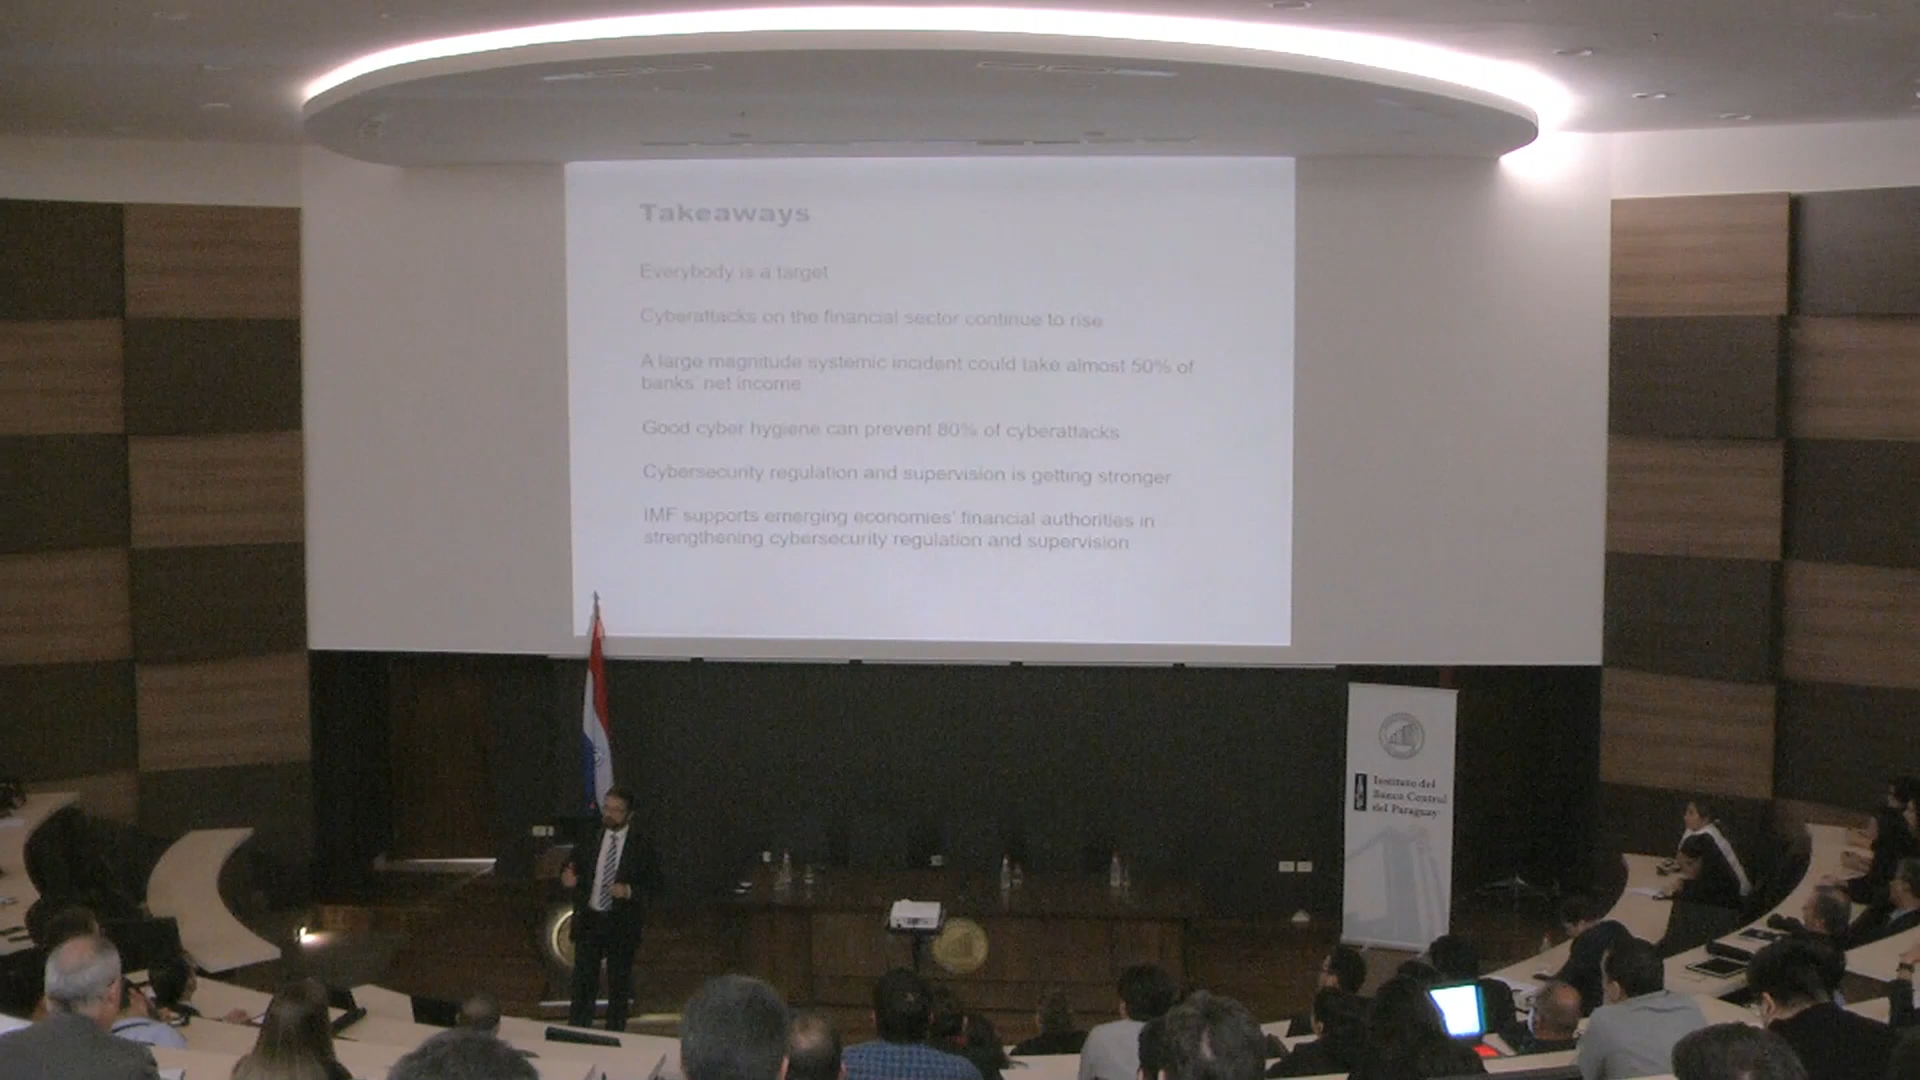 Takeaways
Everybody is a target
Cyberattacks on the financial sector continue to rise
A large magnitude systemic incident could take almost 50% of
banks' net income
Good cyber hygiene can prevent 80% of cyberattacks
Cybersecurity regulation and supervision is getting stronger
IMF supports emerging economies' financial authorities in
strengthening cybersecurity regulation and supervision
Instituto del
Banco Central
del Paraguay